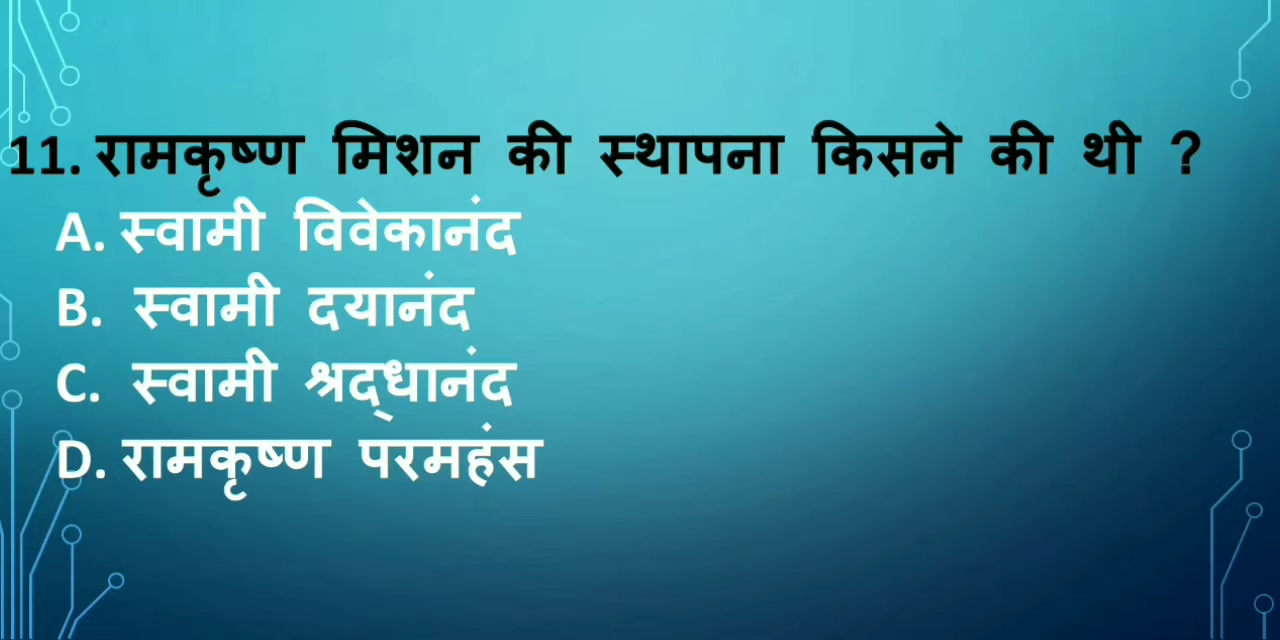 11. रामकृष्ण मिशन की स्थापना किसने की थी ?
A. स्वामी विवेकानंद
B. स्वामी दयानंद
C. स्वामी श्रद्धानंद
D. रामकृष्ण परमहंस